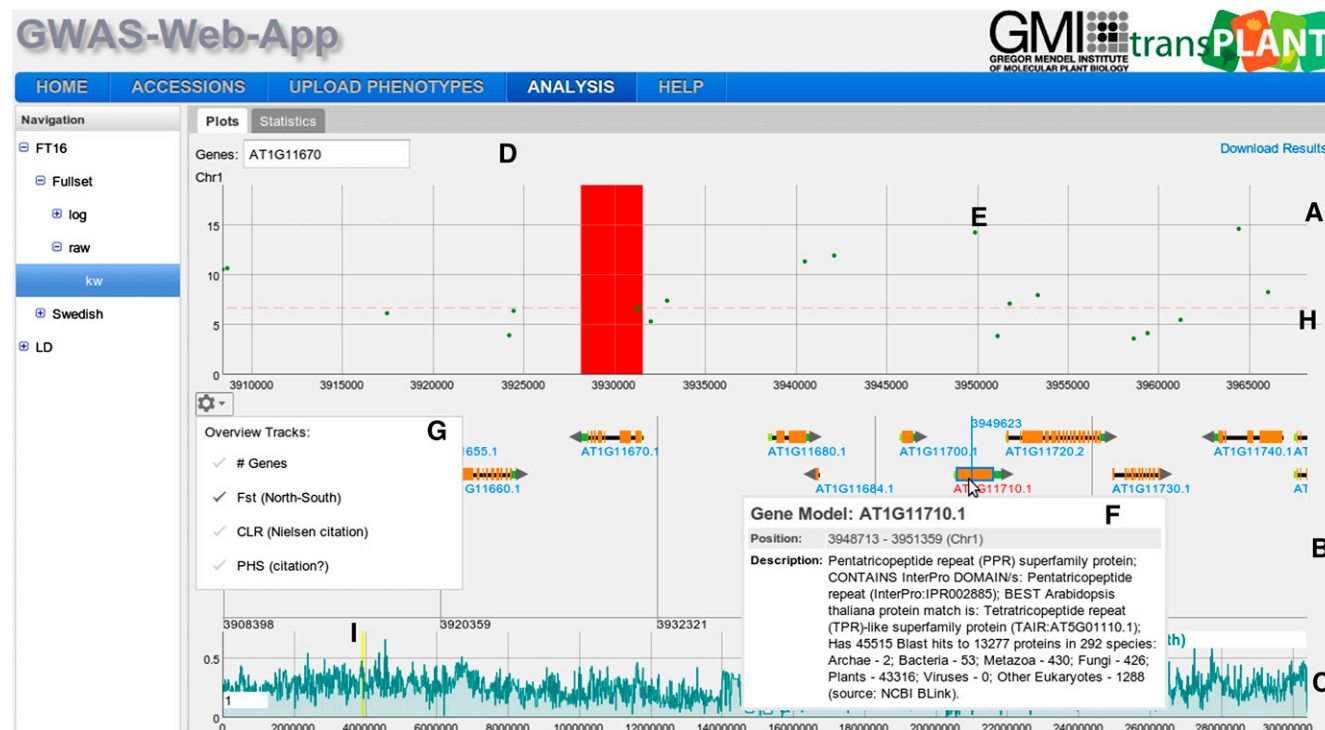 GWAS-Web-App
GMI
GREGOR MENDEL INSTITUTE
OF MOLECULAR PLANT BIOLOGY
transPLANT
HOME ACCESSIONS UPLOAD PHENOTYPES ANALYSIS HELP
Navigation
FT16
Fullset
log
raw
kw
Swedish
LD
Plots Statistics
Genes: AT1G11670
D
Download Results
Chr1
E
A
15
10
5
0
H
3910000 3915000 3920000 3925000 3930000 3935000 3940000 3945000 3950000 3955000 3960000 3965000
Overview Tracks:
G
# Genes
Fst (North-South)
CLR (Nielsen citation)
PHS (citation?)
3949623
1655.1 AT1G11670.1 AT1G11680.1 AT1G11700.1 AT1G11720.2 AT1G11740.1 AT
G11660.1 AT1G11684.1 AT1G11710.1 AT1G11730.1 AT
Gene Model: AT1G11710.1
F
Position: 3948713 - 3951359 (Chr1)
Description: Pentatricopeptide repeat (PPR) superfamily protein;
CONTAINS InterPro DOMAIN/s: Pentatricopeptide
repeat (InterPro:IPR002885); BEST Arabidopsis
thaliana protein match is: Tetratricopeptide repeat
(TPR)-like superfamily protein (TAIR:AT5G01110.1);
Has 45515 Blast hits to 13277 proteins in 292 species:
Archae - 2; Bacteria - 53; Metazoa - 430; Fungi - 426;
Plants - 43316; Viruses - 0; Other Eukaryotes - 1288
(source: NCBI BLink).
B
3908398 3920359 3932321
I
th)
0.5
1
0
C
0 2000000 4000000 6000000 8000000 10000000 12000000 14000000 16000000 18000000 20000000 22000000 24000000 26000000 28000000 30000000